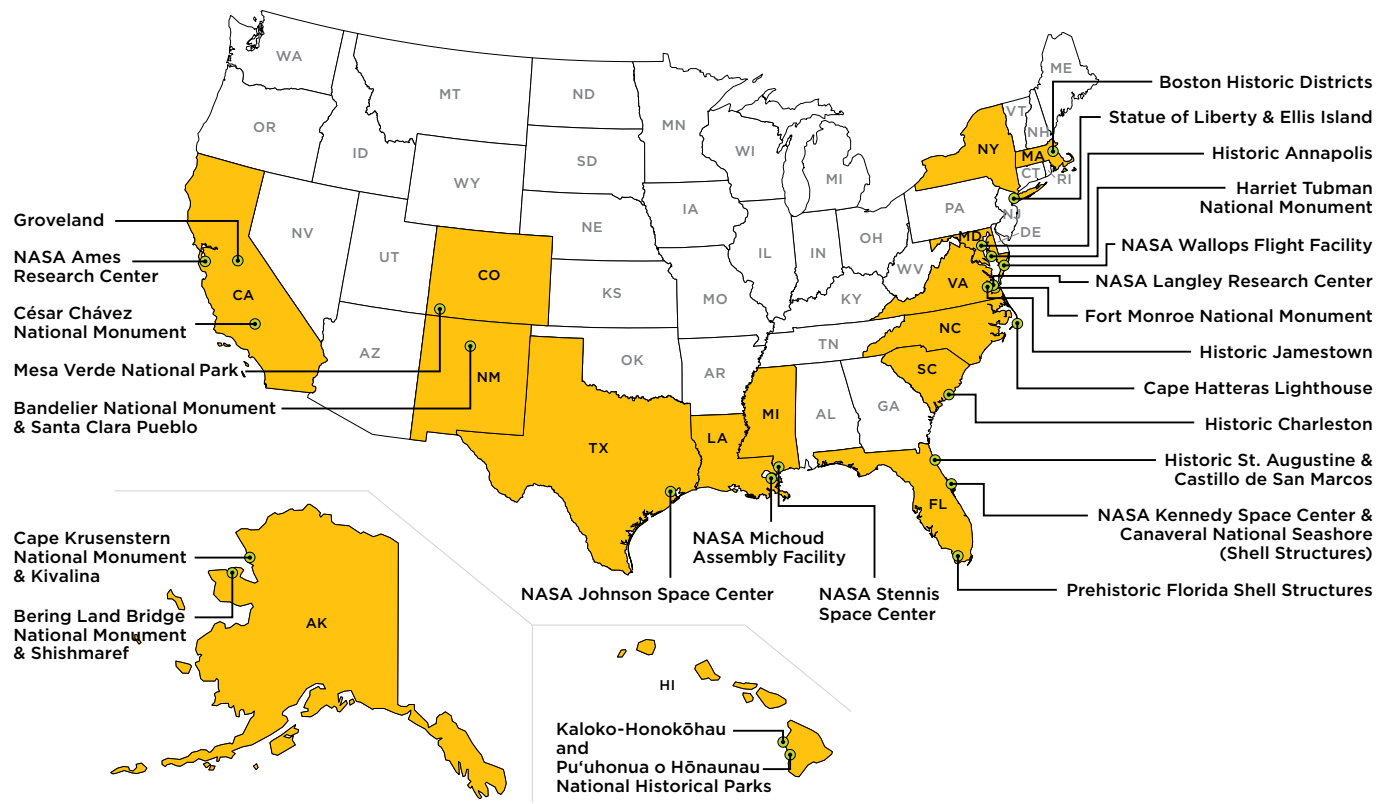 WA
OR
ID
MT
WY
NV
UT
AZ
ND
SD
NE
KS
OK
MN
IA
MO
AR
WI
IL
MI
IN
OH
KY
TN
AL
GA
WV
PA
NJ
DE
CT
RI
VT
NH
ME
NY
MA
MD
VA
NC
SC
FL
CA
CO
NM
TX
LA
MI
AK
HI
Groveland
NASA Ames
Research Center
César Chávez
National Monument
Mesa Verde National Park
Bandelier National Monument
& Santa Clara Pueblo
Cape Krusenstern
National Monument
& Kivalina
Bering Land Bridge
National Monument
& Shishmaref
Boston Historic Districts
Statue of Liberty & Ellis Island
Historic Annapolis
Harriet Tubman
National Monument
NASA Wallops Flight Facility
NASA Langley Research Center
Fort Monroe National Monument
Historic Jamestown
Cape Hatteras Lighthouse
Historic Charleston
Historic St. Augustine &
Castillo de San Marcos
NASA Kennedy Space Center &
Canaveral National Seashore
(Shell Structures)
Prehistoric Florida Shell Structures
NASA Michoud
Assembly Facility
NASA Johnson Space Center
NASA Stennis
Space Center
Kaloko-Honokōhau
and
Pu‘uhonua o Hōnaunau
National Historical Parks